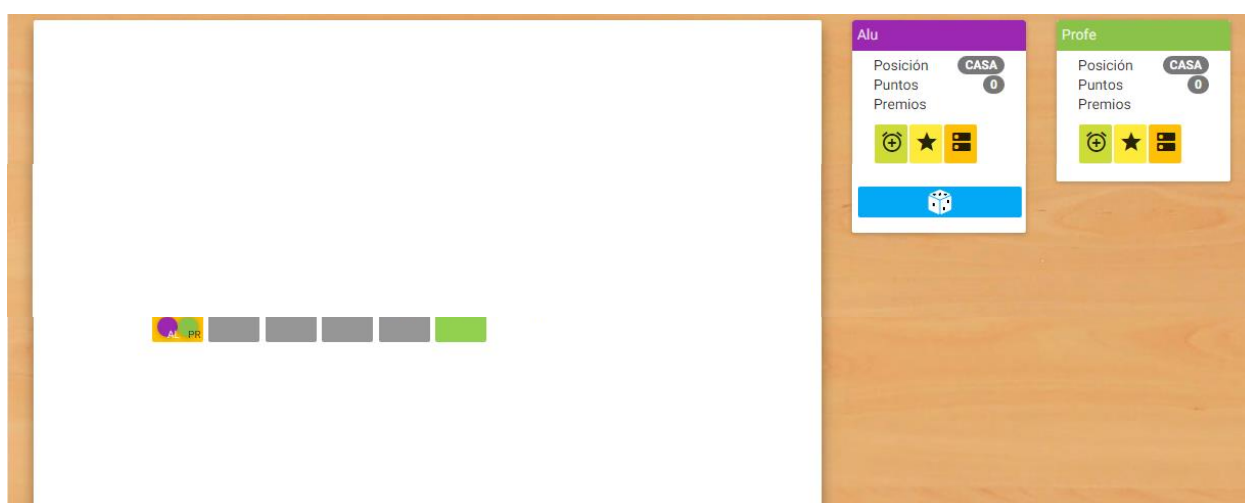 Alu
Posición CASA
Puntos 0
Premios
Profe
Posición CASA
Puntos 0
Premios
AL PR